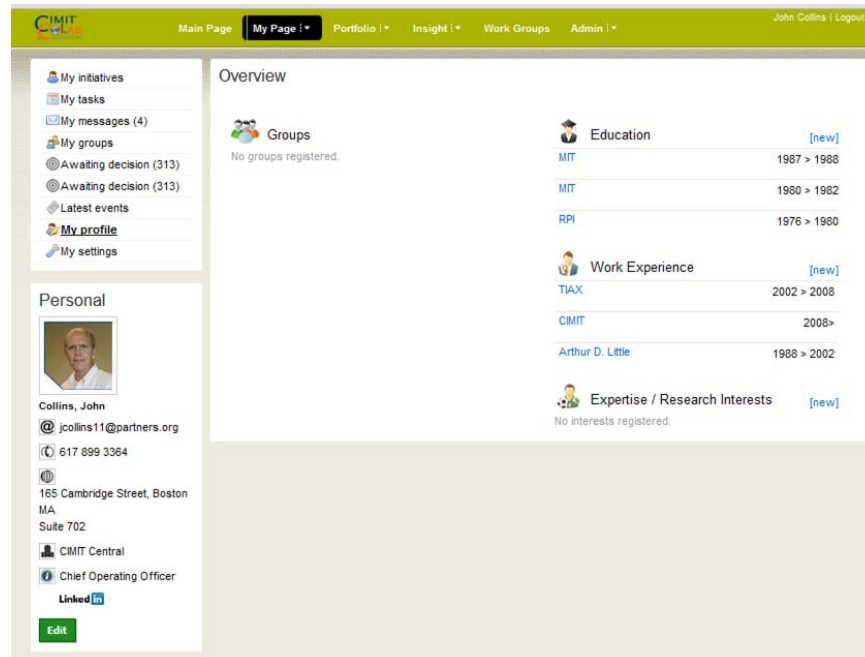 CIMIT
CoLAB
Main Page
My Page
Portfolio
Insight
Work Groups
Admin
John Collins | Logout
My initiatives
My tasks
My messages (4)
My groups
Awaiting decision (313)
Awaiting decision (313)
Latest events
My profile
My settings
Personal
Collins, John
@ jcollins11@partners.org
617 899 3364
165 Cambridge Street, Boston
MA
Suite 702
CIMIT Central
Chief Operating Officer
Linked in
Edit
Overview
Groups
No groups registered.
Education [new]
MIT 1987 > 1988
MIT 1980 > 1982
RPI 1976 > 1980
Work Experience [new]
TIAX 2002 > 2008
CIMIT 2008>
Arthur D. Little 1988 > 2002
Expertise / Research Interests [new]
No interests registered.